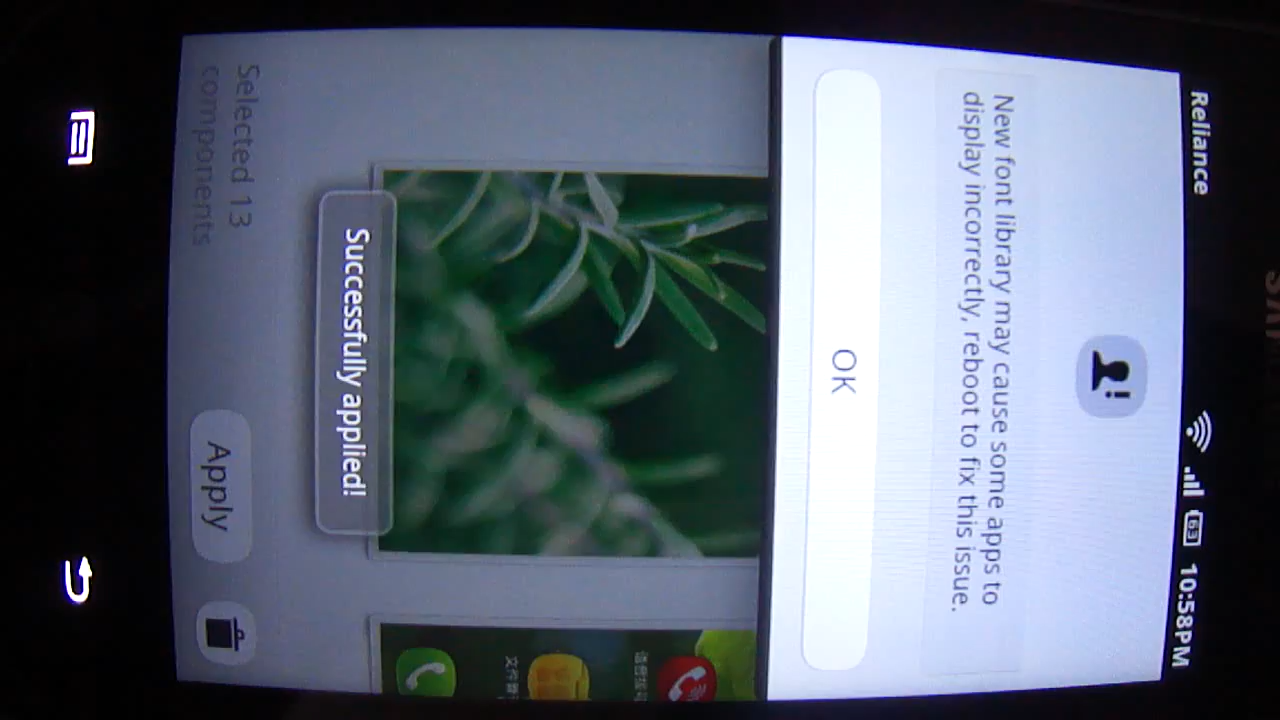 Reliance 63 10:58PM
New font library may cause some apps to
display incorrectly, reboot to fix this issue.
OK
Successfully applied!
Selected 13
components
Apply